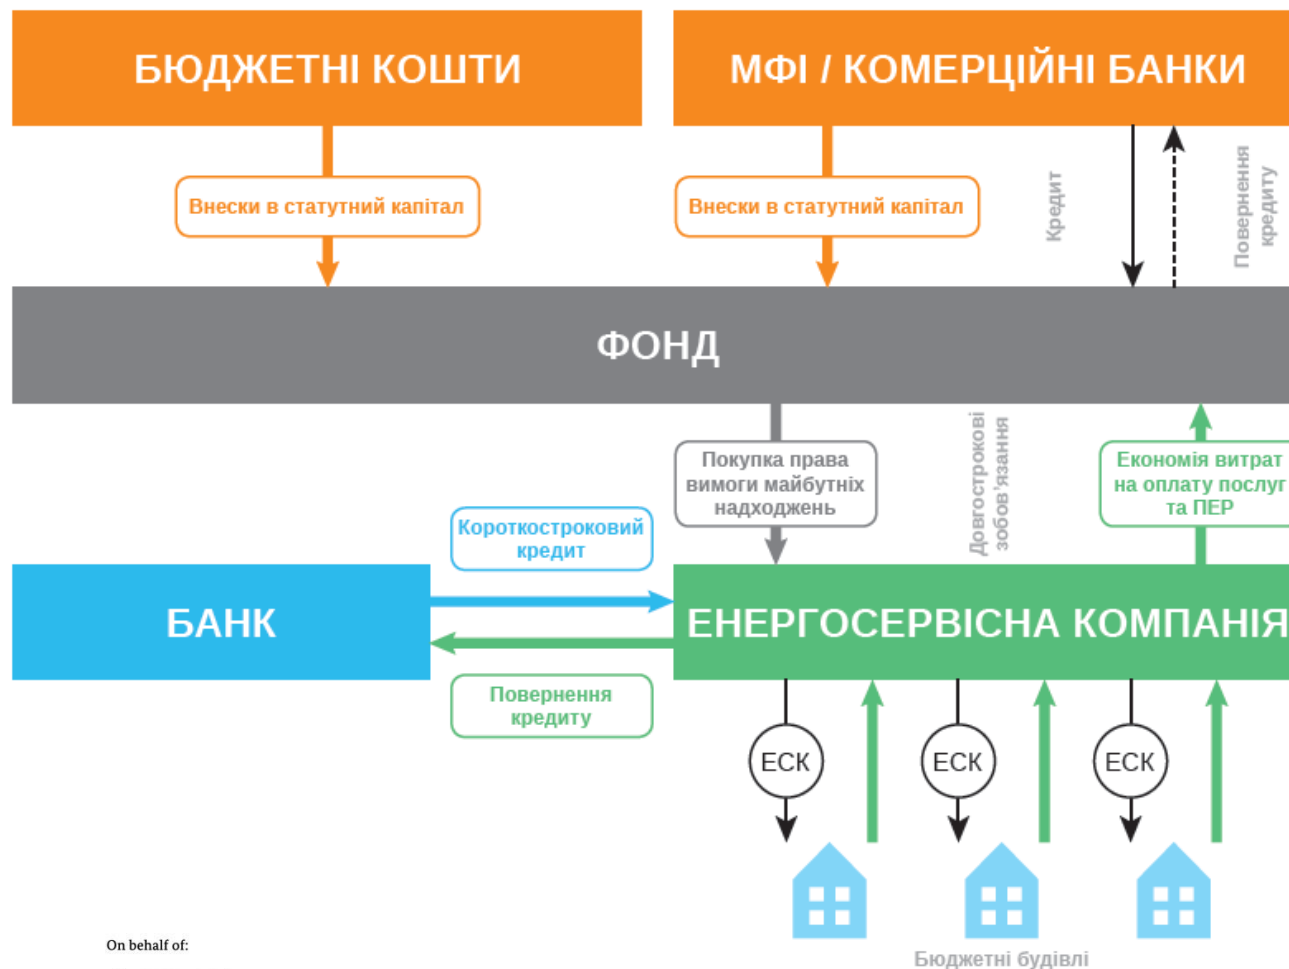 БЮДЖЕТНІ КОШТИ
МФІ / КОМЕРЦІЙНІ БАНКИ
Внески в статутний капітал
Внески в статутний капітал
Кредит
Повернення
кредиту
ФОНД
Покупка права
вимоги майбутніх
надходжень
Довгострокові
зобов'язання
Економія витрат
на оплату послуг
та ПЕР
Короткостроковий
кредит
БАНК
ЕНЕРГОСЕРВІСНА КОМПАНІЯ
Повернення
кредиту
ЕСК
ЕСК
ЕСК
Бюджетні будівлі
On behalf of: